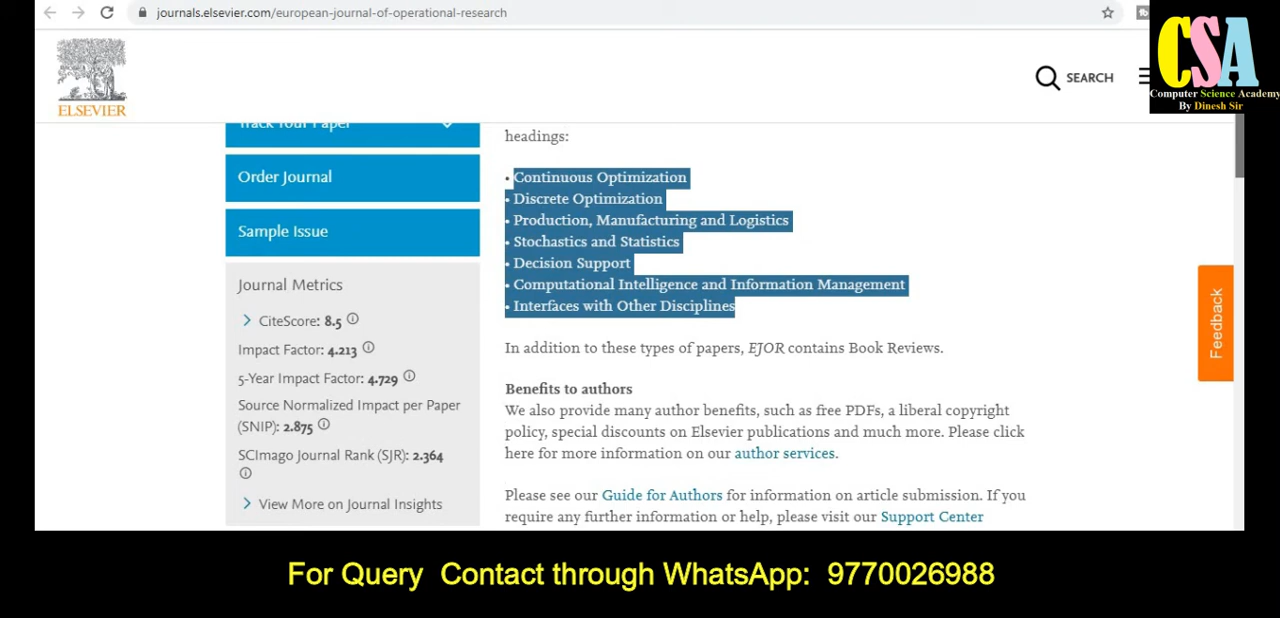 journals.elsevier.com/european-journal-of-operational-research
CSA
Computer Science Academy
By Dinesh Sir
ELSEVIER
SEARCH
Track Your Paper
Order Journal
Sample Issue
Journal Metrics
CiteScore: 8.5
Impact Factor: 4.213
5-Year Impact Factor: 4.729
Source Normalized Impact per Paper
(SNIP): 2.875
SCImago Journal Rank (SJR): 2.364
View More on Journal Insights
headings:
• Continuous Optimization
• Discrete Optimization
• Production, Manufacturing and Logistics
• Stochastics and Statistics
• Decision Support
• Computational Intelligence and Information Management
• Interfaces with Other Disciplines
In addition to these types of papers, EJOR contains Book Reviews.
Benefits to authors
We also provide many author benefits, such as free PDFs, a liberal copyright
policy, special discounts on Elsevier publications and much more. Please click
here for more information on our author services.
Please see our Guide for Authors for information on article submission. If you
require any further information or help, please visit our Support Center
Feedback
For Query Contact through WhatsApp: 9770026988